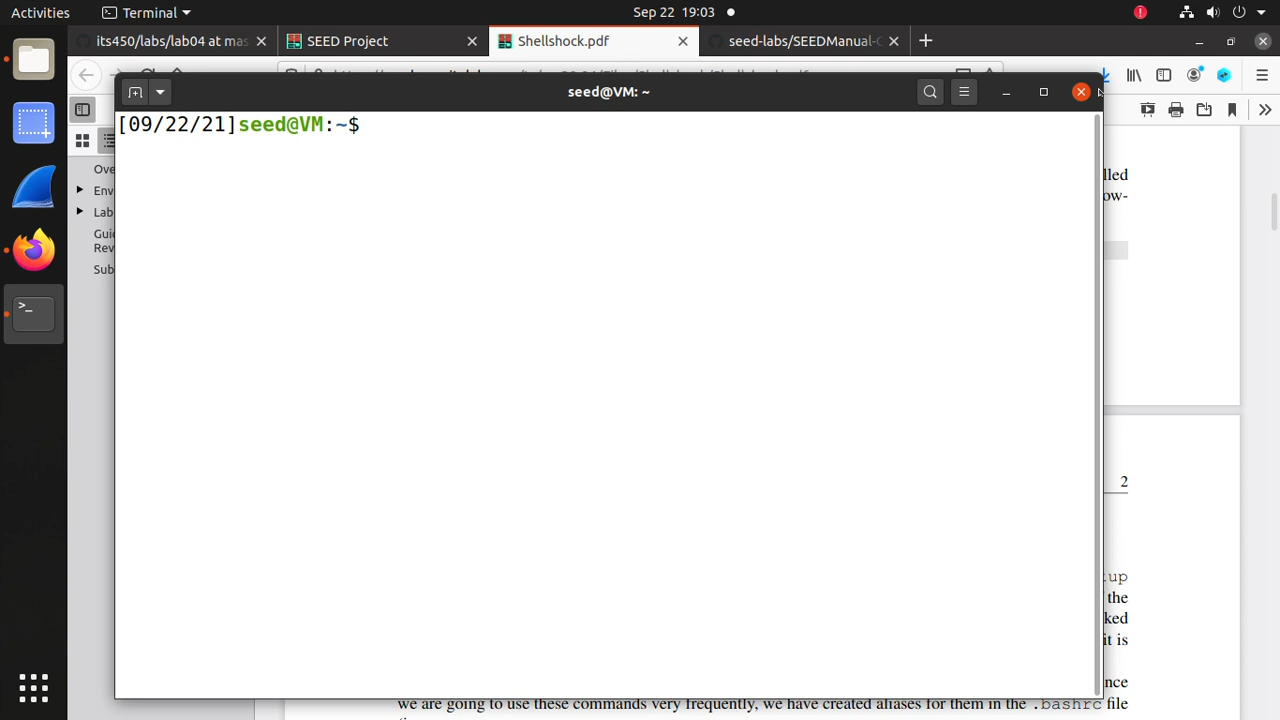 Activities
Terminal
Sep 22 19:03
its450/labs/lab04 at mas
SEED Project
Shellshock.pdf
seed-labs/SEEDManual-C
seed@VM: ~
[09/22/21]seed@VM:~$
Ove
Env
Lab
Guid
Rev
Sub
lled
ow-
2
up
the
ked
it is
nce
we are going to use these commands very frequently, we have created aliases for them in the .bashrc file